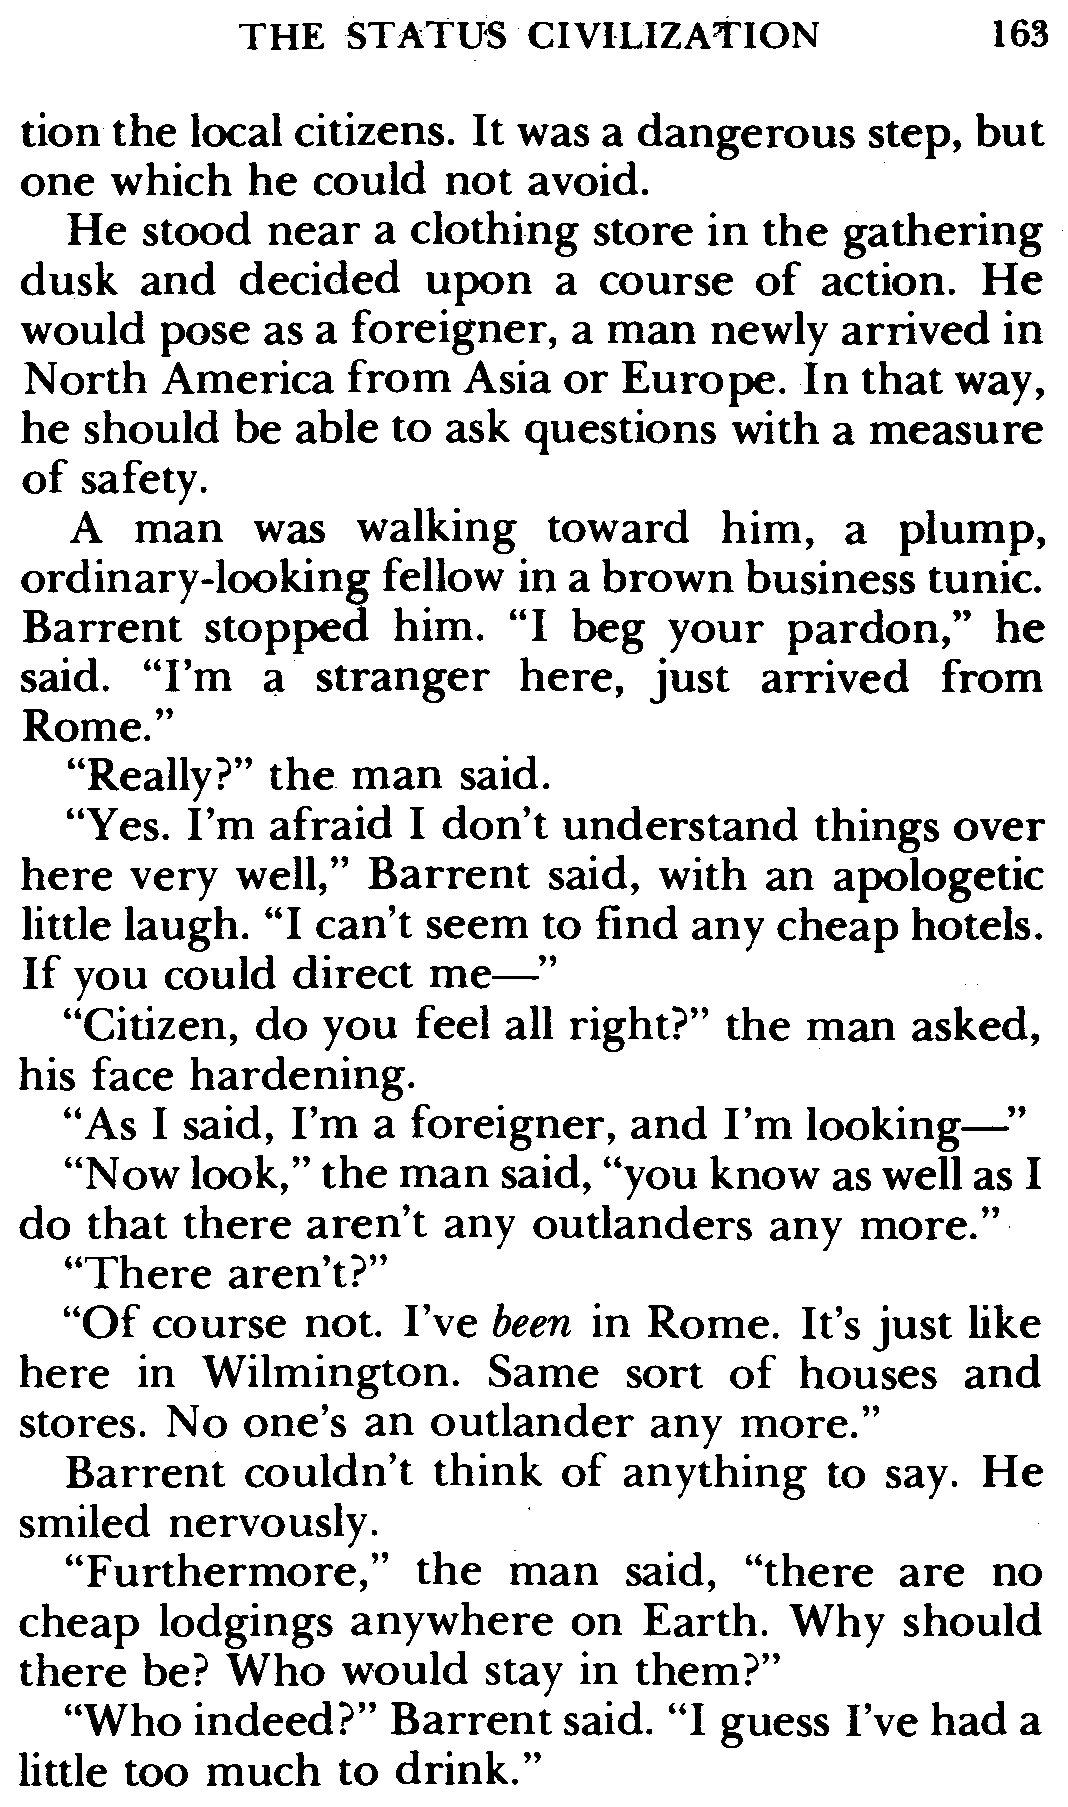 THE STATUS CIVILIZATION 163
tion the local citizens. It was a dangerous step, but
one which he could not avoid.
He stood near a clothing store in the gathering
dusk and decided upon a course of action. He
would pose as a foreigner, a man newly arrived in
North America from Asia or Europe. In that way,
he should be able to ask questions with a measure
of safety.
A man was walking toward him, a plump,
ordinary-looking fellow in a brown business tunic.
Barrent stopped him. “I beg your pardon,” he
said. “I’m a stranger here, just arrived from
Rome.”
“Really?” the man said.
“Yes. I’m afraid I don’t understand things over
here very well,” Barrent said, with an apologetic
little laugh. “I can’t seem to find any cheap hotels.
If you could direct me—”
“Citizen, do you feel all right?” the man asked,
his face hardening.
“As I said, I’m a foreigner, and I’m looking—”
“Now look,” the man said, “you know as well as I
do that there aren’t any outlanders any more.”
“There aren’t?”
“Of course not. I’ve been in Rome. It’s just like
here in Wilmington. Same sort of houses and
stores. No one’s an outlander any more.”
Barrent couldn’t think of anything to say. He
smiled nervously.
“Furthermore,” the man said, “there are no
cheap lodgings anywhere on Earth. Why should
there be? Who would stay in them?”
“Who indeed?” Barrent said. “I guess I’ve had a
little too much to drink.”